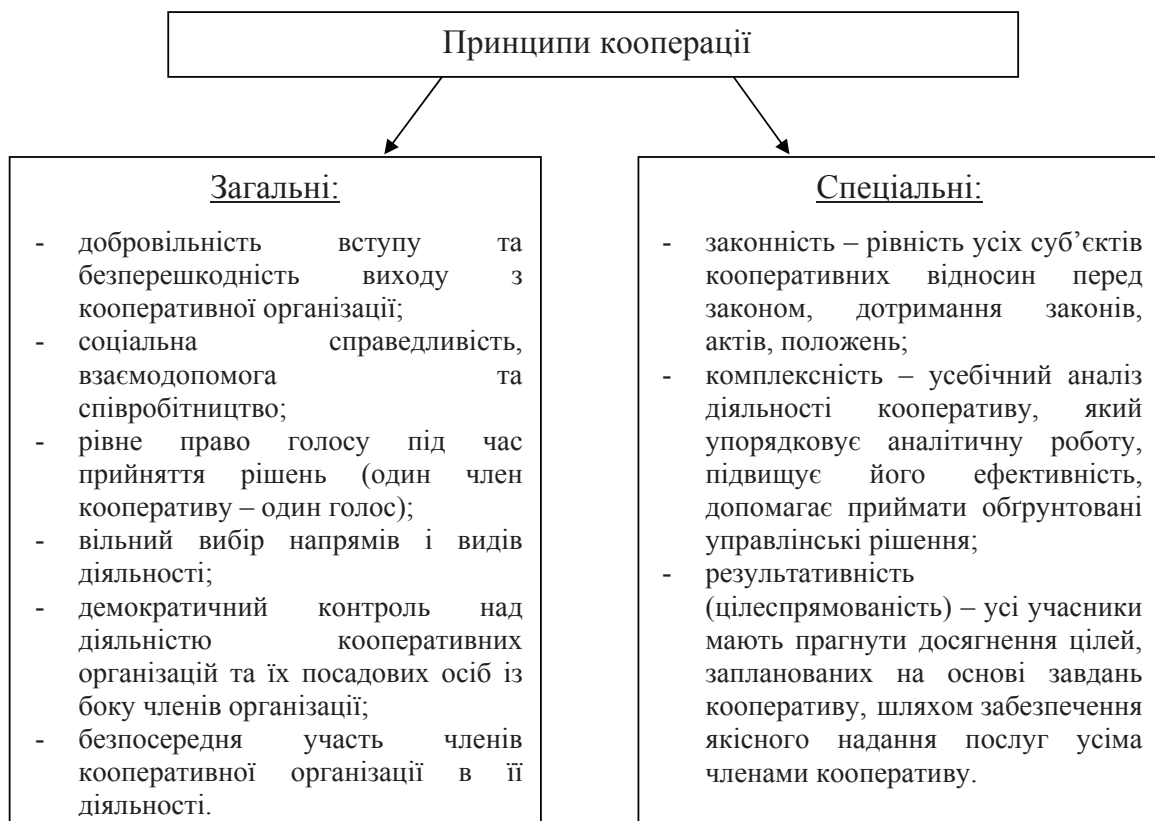 Принципи кооперації
Загальні:
- добровільність вступу та
безперешкодність виходу з
кооперативної організації;
- соціальна справедливість,
взаємодопомога та
співробітництво;
- рівне право голосу під час
прийняття рішень (один член
кооперативу – один голос);
- вільний вибір напрямів і видів
діяльності;
- демократичний контроль над
діяльністю кооперативних
організацій та їх посадових осіб із
боку членів організації;
- безпосередня участь членів
кооперативної організації в її
діяльності.
Спеціальні:
- законність – рівність усіх суб’єктів
кооперативних відносин перед
законом, дотримання законів,
актів, положень;
- комплексність – усебічний аналіз
діяльності кооперативу, який
упорядковує аналітичну роботу,
підвищує його ефективність,
допомагає приймати обґрунтовані
управлінські рішення;
- результативність
(цілеспрямованість) – усі учасники
мають прагнути досягнення цілей,
запланованих на основі завдань
кооперативу, шляхом забезпечення
якісного надання послуг усіма
членами кооперативу.